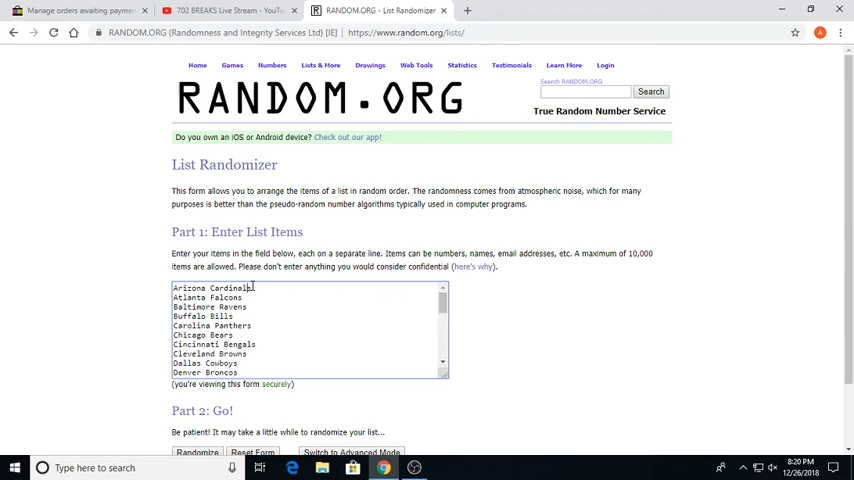 Manage orders awaiting paymen
702 BREAKS Live Stream - YouTu
RANDOM.ORG - List Randomizer
RANDOM.ORG (Randomness and Integrity Services Ltd) [IE] https://www.random.org/lists/
Home Games Numbers Lists & More Drawings Web Tools Statistics Testimonials Learn More Login
RANDOM.ORG
Search RANDOM.ORG
Search
True Random Number Service
Do you own an iOS or Android device? Check out our app!
List Randomizer
This form allows you to arrange the items of a list in random order. The randomness comes from atmospheric noise, which for many
purposes is better than the pseudo-random number algorithms typically used in computer programs.
Part 1: Enter List Items
Enter your items in the field below, each on a separate line. Items can be numbers, names, email addresses, etc. A maximum of 10,000
items are allowed. Please don't enter anything you would consider confidential (here's why).
Arizona Cardinals
Atlanta Falcons
Baltimore Ravens
Buffalo Bills
Carolina Panthers
Chicago Bears
Cincinnati Bengals
Cleveland Browns
Dallas Cowboys
Denver Broncos
(you're viewing this form securely)
Part 2: Go!
Be patient! It may take a little while to randomize your list...
Randomize Reset Form Switch to Advanced Mode
Type here to search
8:20 PM
12/26/2018